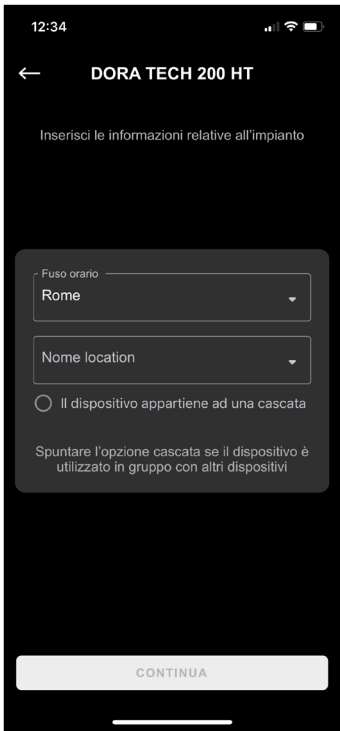 12:34
DORA TECH 200 HT
Inserisci le informazioni relative all'impianto
Fuso orario
Rome
Nome location
Il dispositivo appartiene ad una cascata
Spuntare l'opzione cascata se il dispositivo è
utilizzato in gruppo con altri dispositivi
CONTINUA